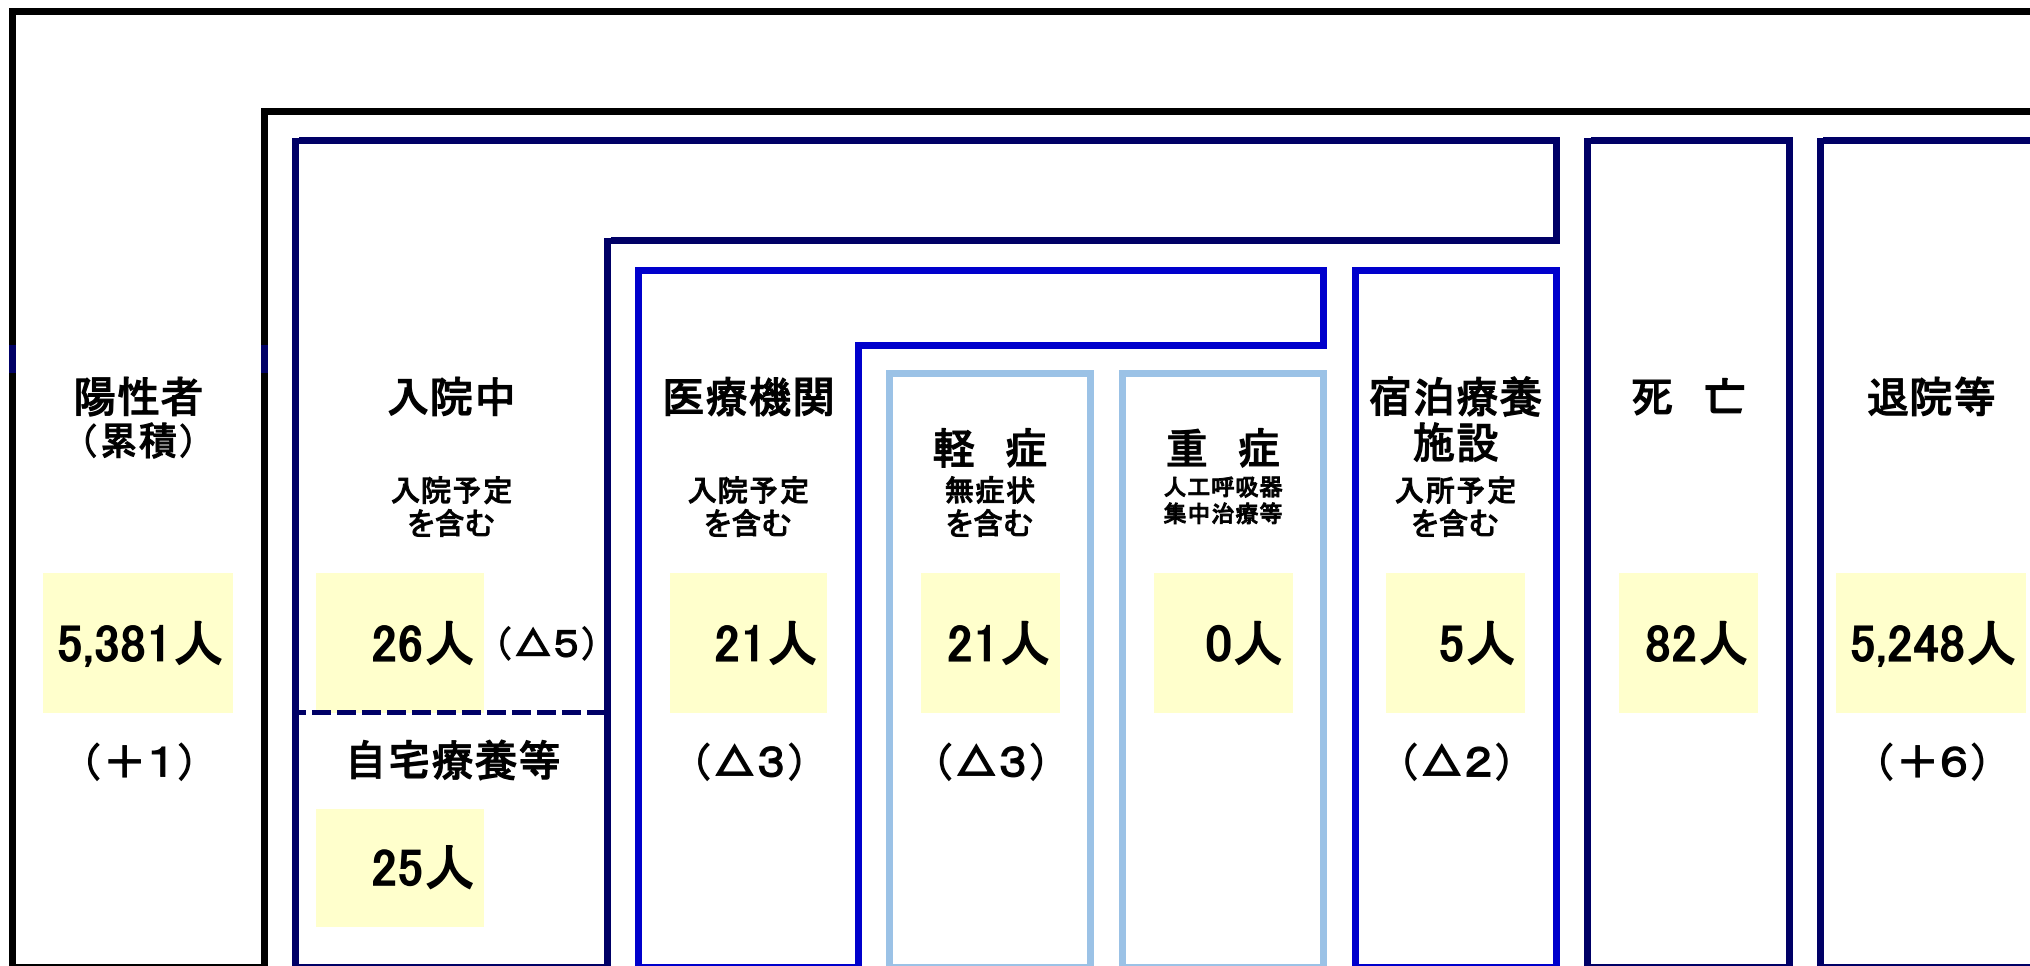 陽性者
（累積）
5,381人
（＋1）
入院中
入院予定
を含む
26人（△5）
自宅療養等
25人
医療機関
入院予定
を含む
21人
（△3）
軽 症
無症状
を含む
21人
（△3）
重 症
人工呼吸器
集中治療等
0人
宿泊療養
施設
入所予定
を含む
5人
（△2）
死 亡
82人
退院等
5,248人
（＋6）